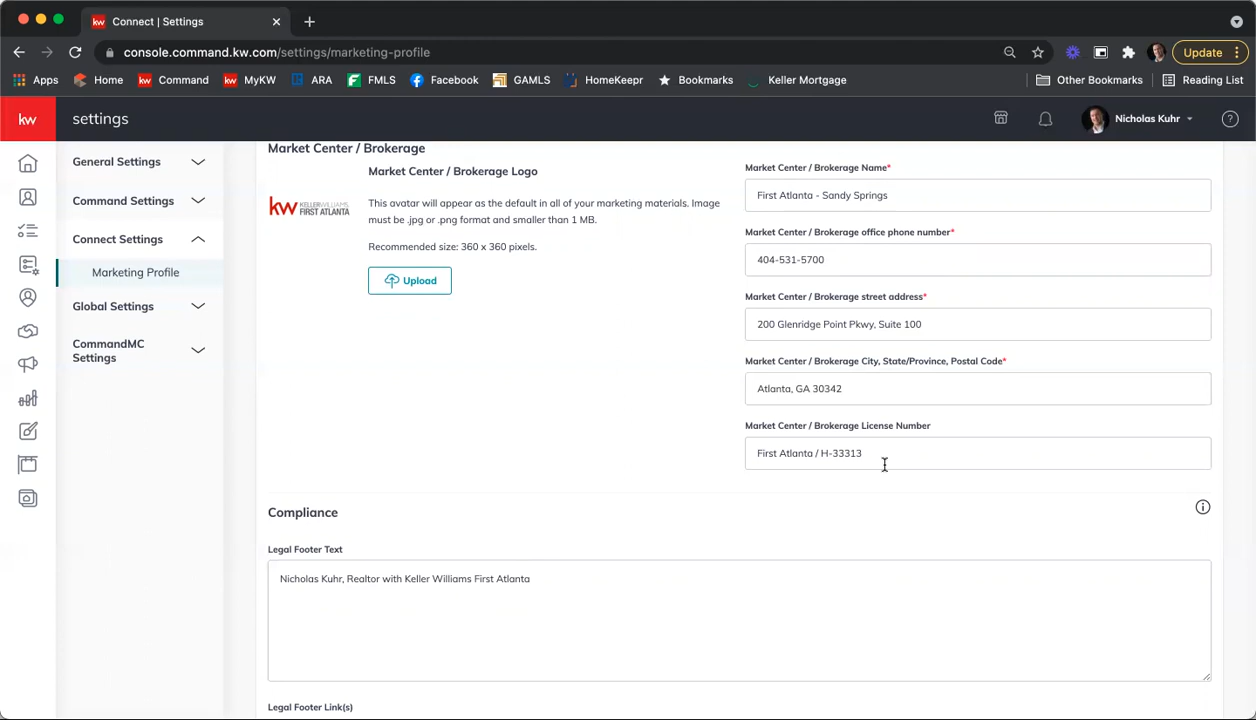 Connect | Settings
console.command.kw.com/settings/marketing-profile
Update
Apps
Home
Command
MyKW
ARA
FMLS
Facebook
GAMLS
HomeKeepr
Bookmarks
Keller Mortgage
Other Bookmarks
Reading List
kw
settings
Nicholas Kuhr
General Settings
Command Settings
Connect Settings
Marketing Profile
Global Settings
CommandMC
Settings
Market Center / Brokerage
Market Center / Brokerage Logo
kw KELLERWILLIAMS
FIRST ATLANTA
This avatar will appear as the default in all of your marketing materials. Image
must be .jpg or .png format and smaller than 1 MB.
Recommended size: 360 x 360 pixels.
Upload
Market Center / Brokerage Name*
First Atlanta - Sandy Springs
Market Center / Brokerage office phone number*
404-531-5700
Market Center / Brokerage street address*
200 Glenridge Point Pkwy, Suite 100
Market Center / Brokerage City, State/Province, Postal Code*
Atlanta, GA 30342
Market Center / Brokerage License Number
First Atlanta / H-33313
Compliance
Legal Footer Text
Nicholas Kuhr, Realtor with Keller Williams First Atlanta
Legal Footer Link(s)